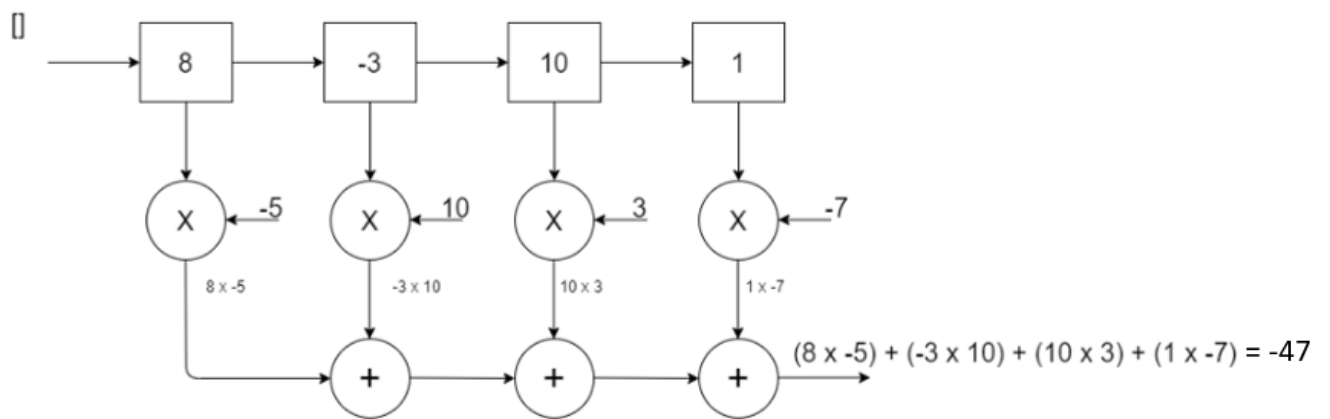 []
8 -3 10 1
X -5 X 10 X 3 X -7
8 x -5 -3 x 10 10 x 3 1 x -7
(8 x -5) + (-3 x 10) + (10 x 3) + (1 x -7) = -47
+ + +